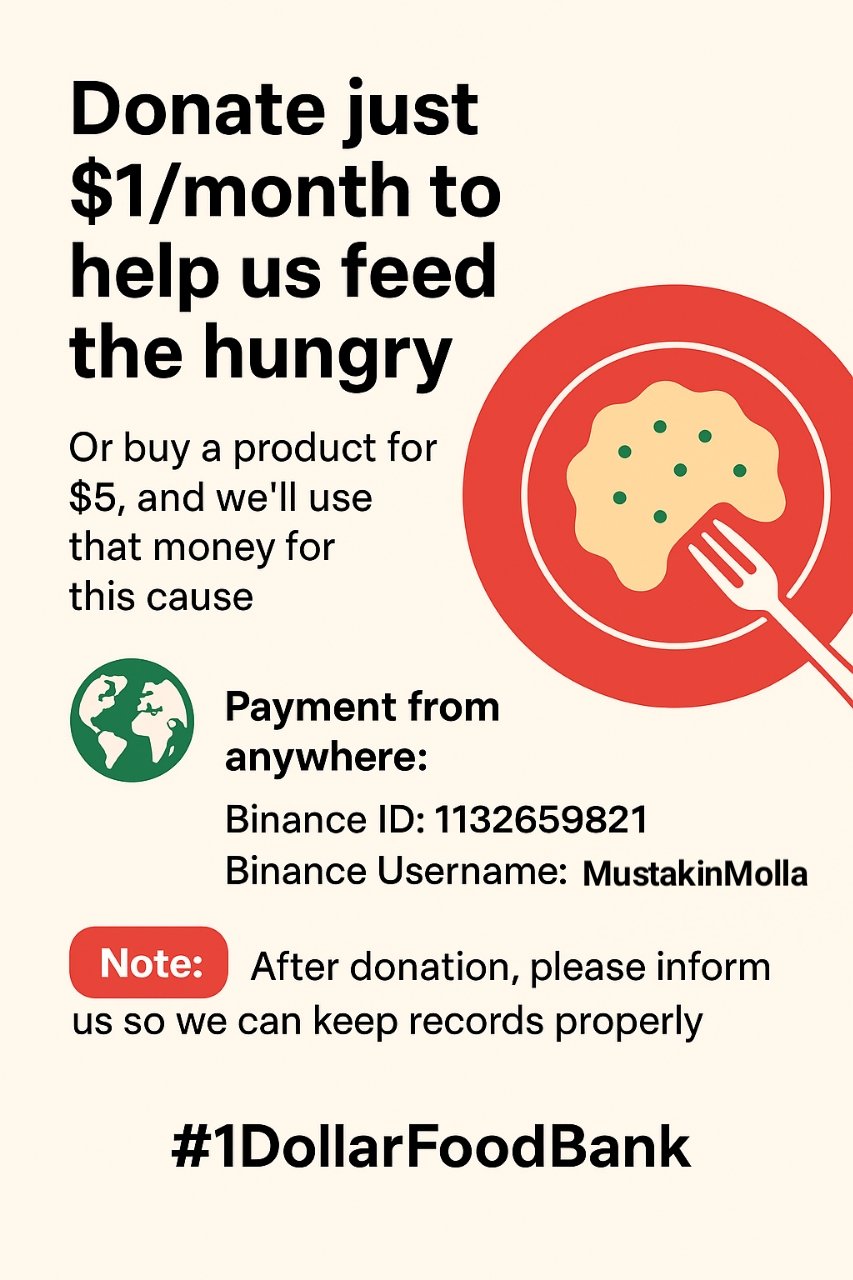 Donate just
$1/month to
help us feed
the hungry
Or buy a product for
$5, and we'll use
that money for
this cause
Payment from
anywhere:
Binance ID: 1132659821
Binance Username: MustakinMolla
Note: After donation, please inform
us so we can keep records properly
#1DollarFoodBank